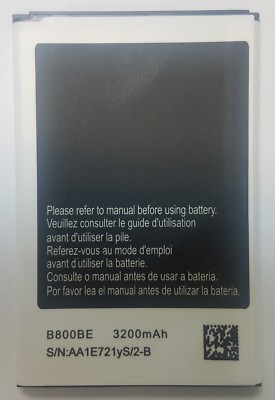 Please refer to manual before using battery.
Veuillez consulter le guide d'utilisation
avant d'utiliser la pile.
Referez-vous au mode d'emploi
avant d'utiliser la batterie.
Consulte o manual antes de usar a bateria.
Por favor lea el manual antes de utilizar la bateria.
B800BE 3200mAh
S/N:AA1E721yS/2-B